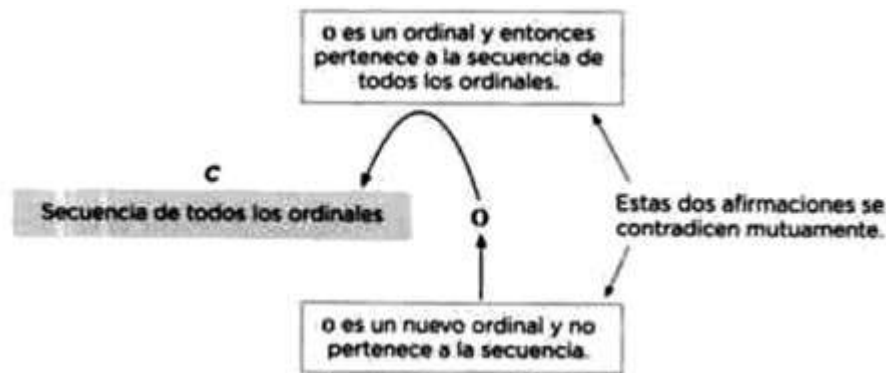 o es un ordinal y entonces
pertenece a la secuencia de
todos los ordinales.
C
Secuencia de todos los ordinales
o
Estas dos afirmaciones se
contradicen mutuamente.
o es un nuevo ordinal y no
pertenece a la secuencia.